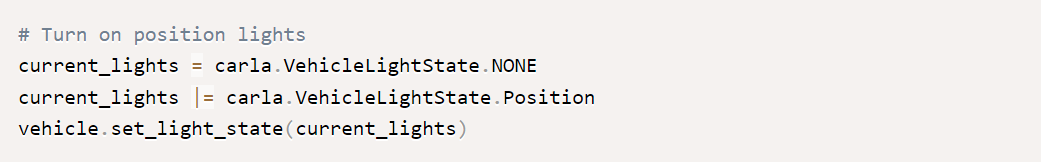 # Turn on position lights
current_lights = carla.VehicleLightState.NONE
current_lights |= carla.VehicleLightState.Position
vehicle.set_light_state(current_lights)